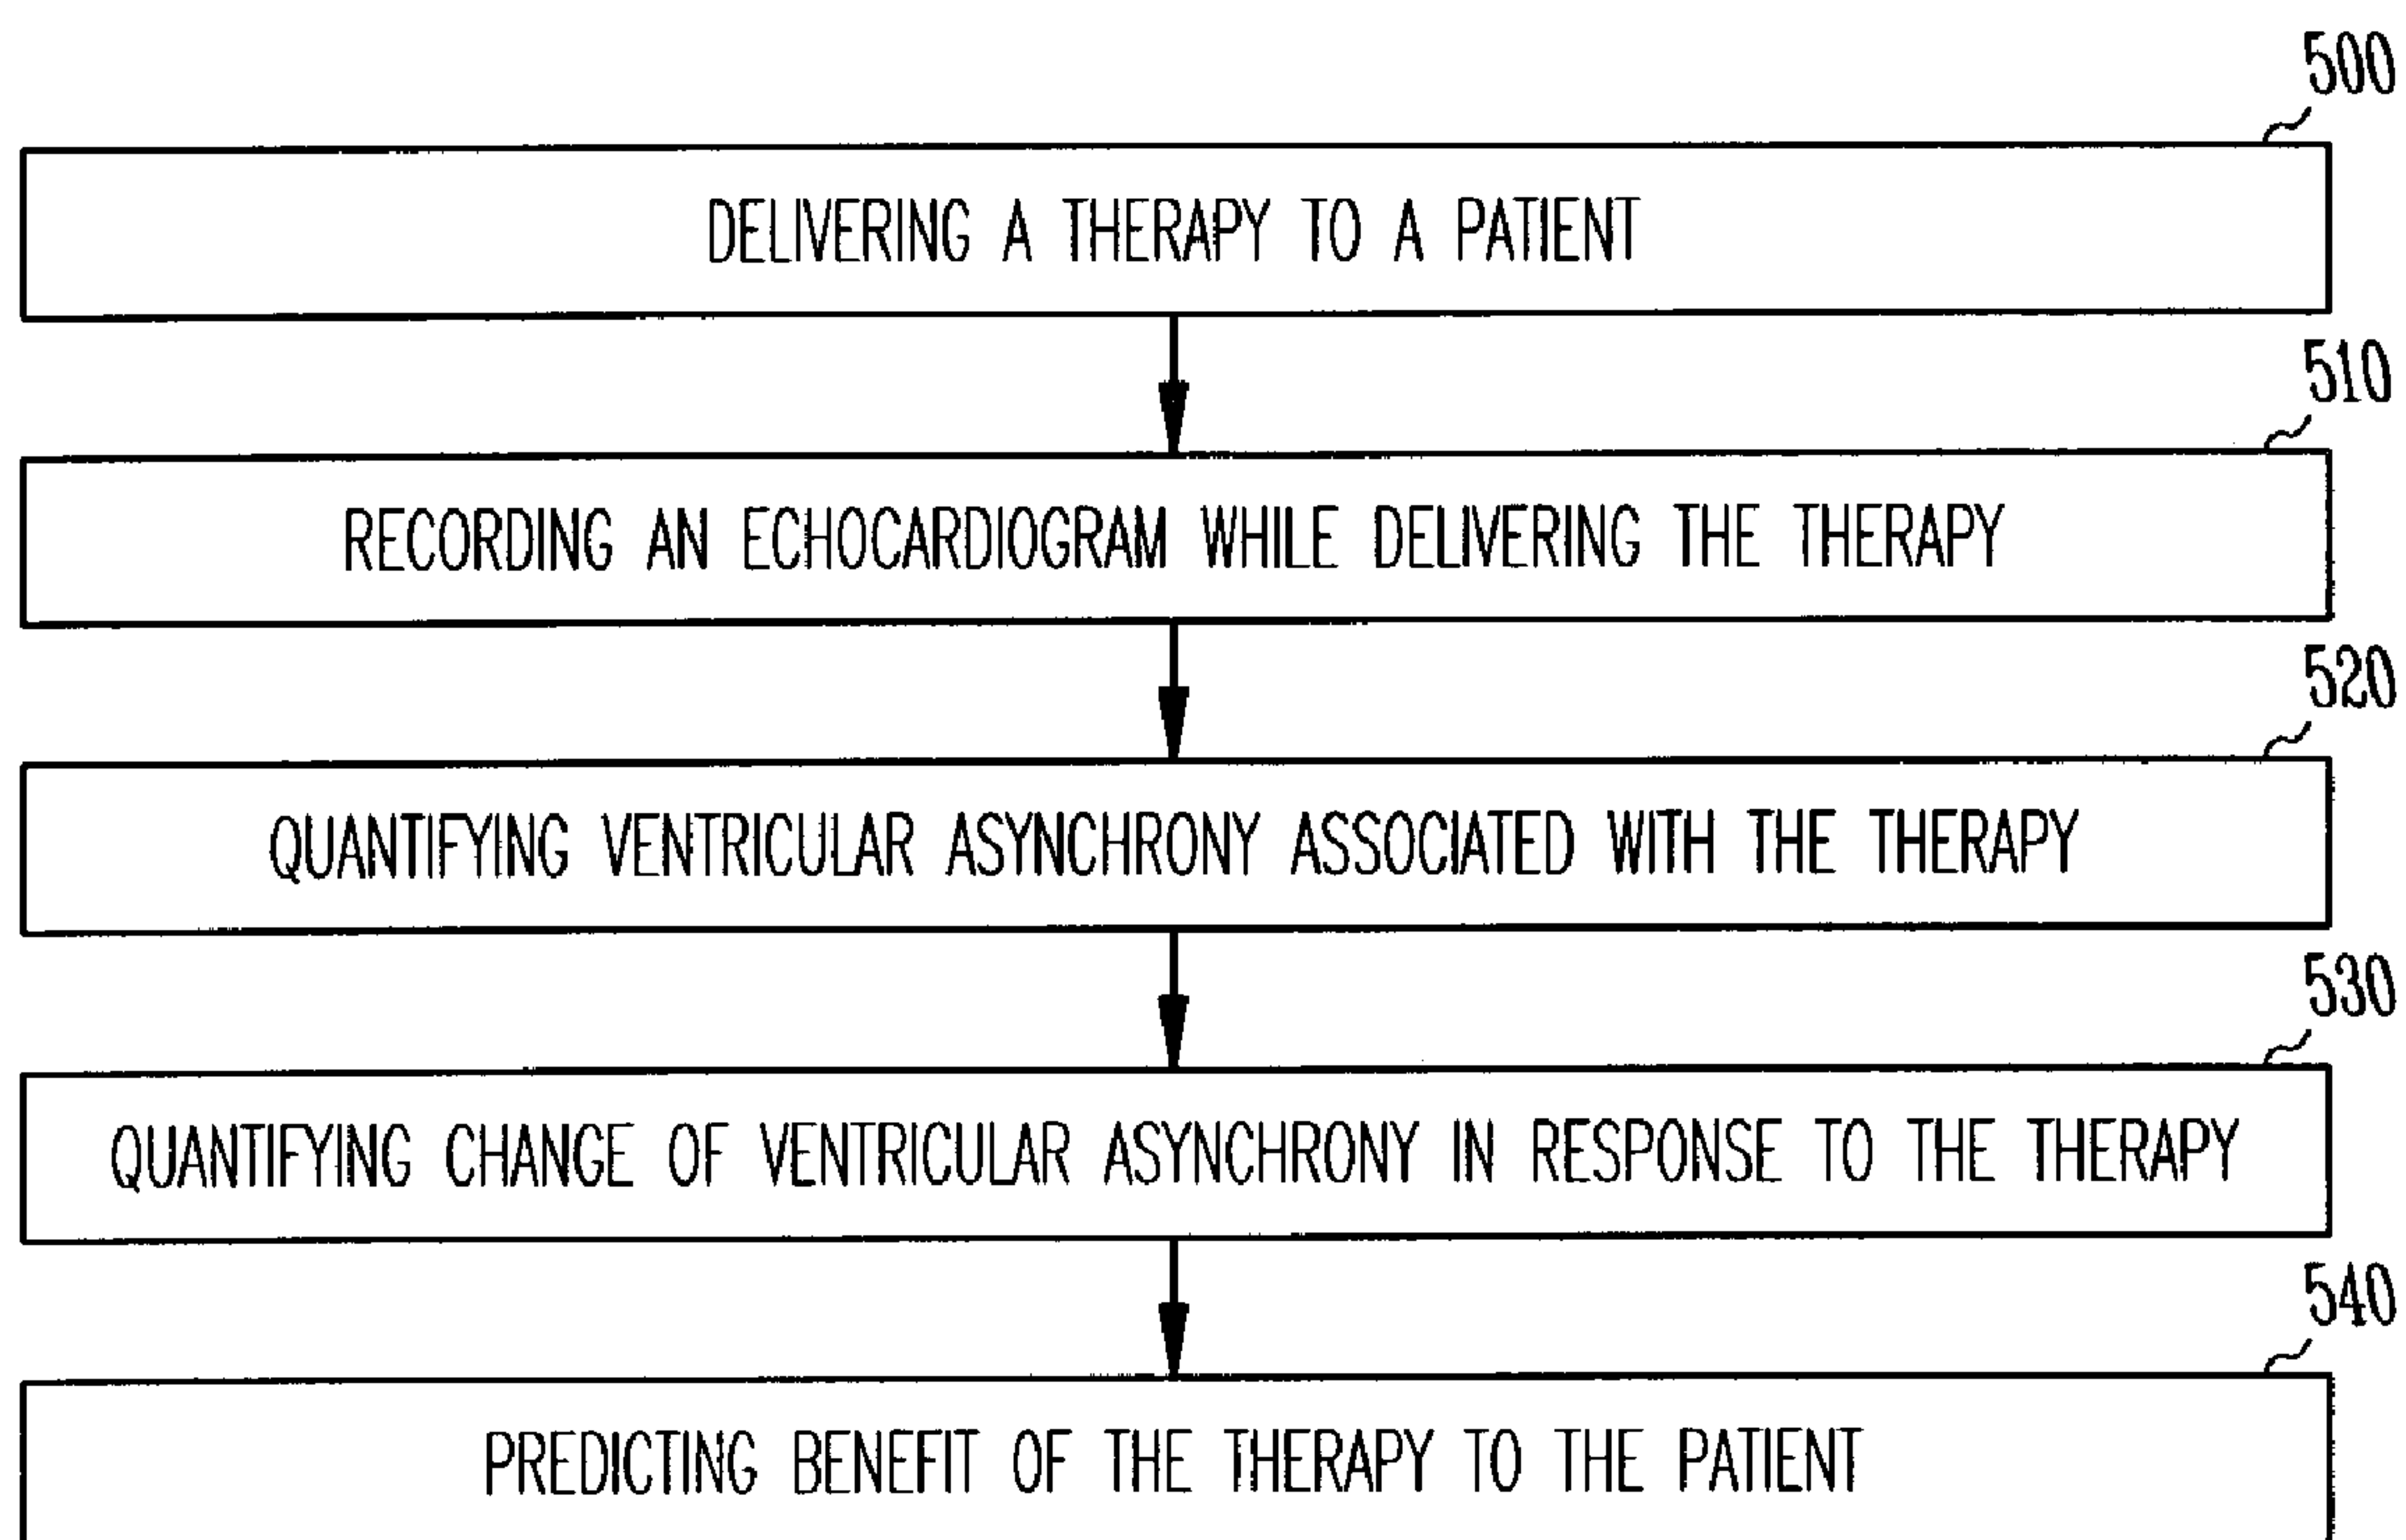 500
DELIVERING A THERAPY TO A PATIENT
510
RECORDING AN ECHOCARDIOGRAM WHILE DELIVERING THE THERAPY
520
QUANTIFYING VENTRICULAR ASYNCHRONY ASSOCIATED WITH THE THERAPY
530
QUANTIFYING CHANGE OF VENTRICULAR ASYNCHRONY IN RESPONSE TO THE THERAPY
540
PREDICTING BENEFIT OF THE THERAPY TO THE PATIENT